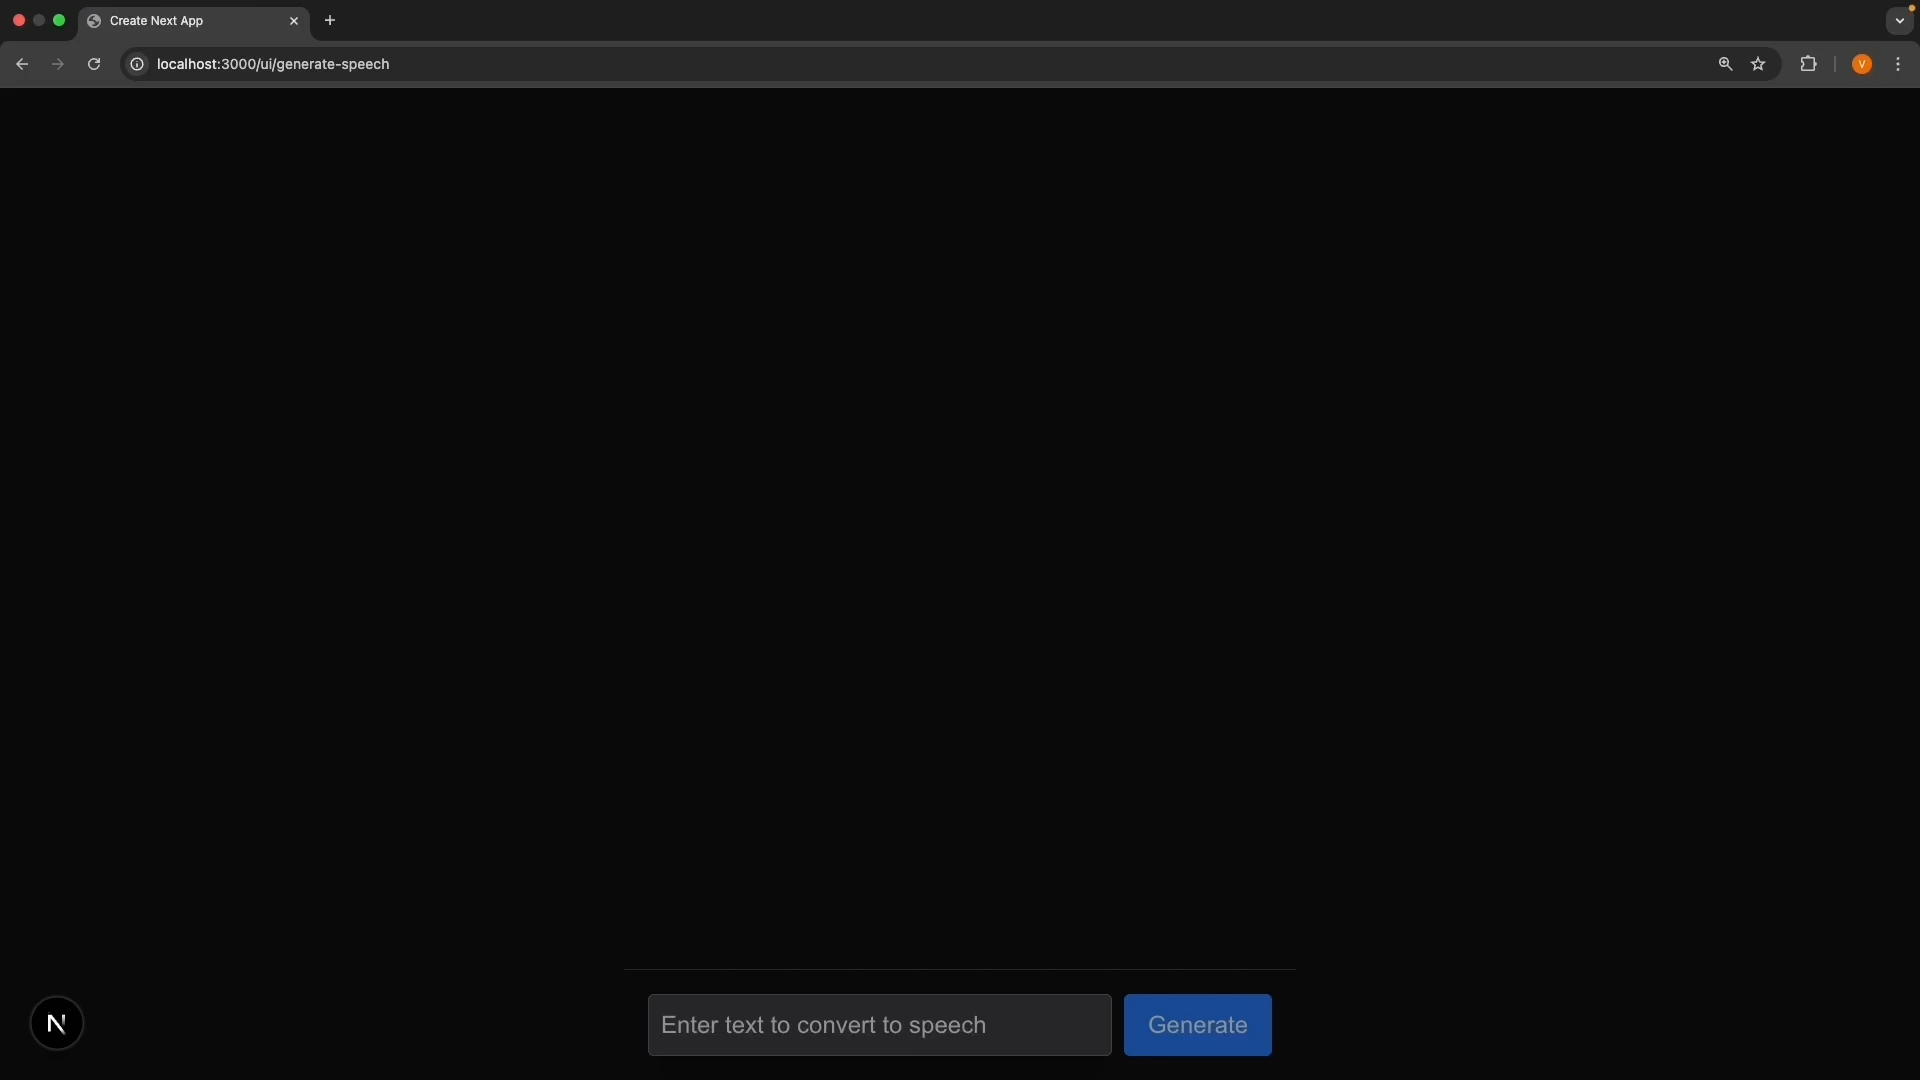 Create Next App
localhost:3000/ui/generate-speech
V
N
Enter text to convert to speech
Generate